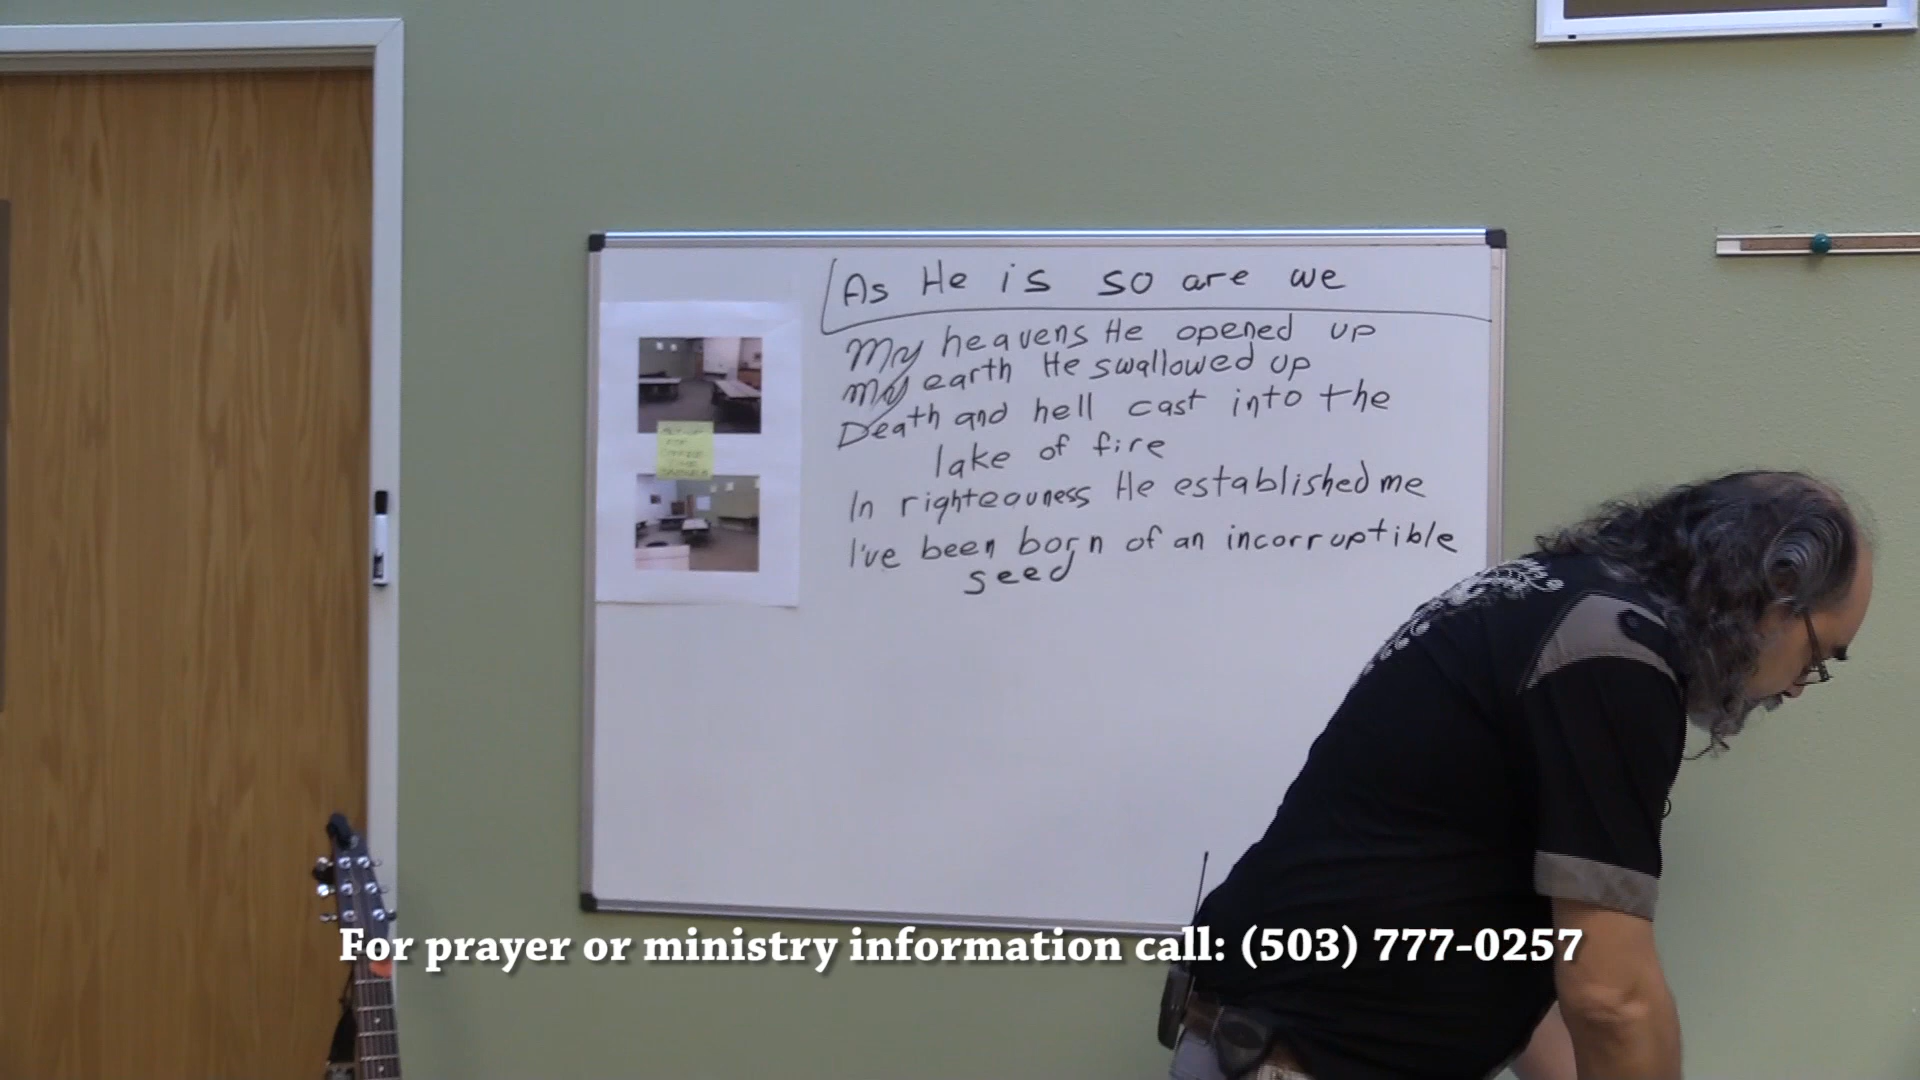 As He is so are we
My heavens He opened up
my earth He swallowed up
Death and hell cast into the
lake of fire
In righteouness He established me
I've been born of an incorruptible
seed
For prayer or ministry information call: (503) 777-0257